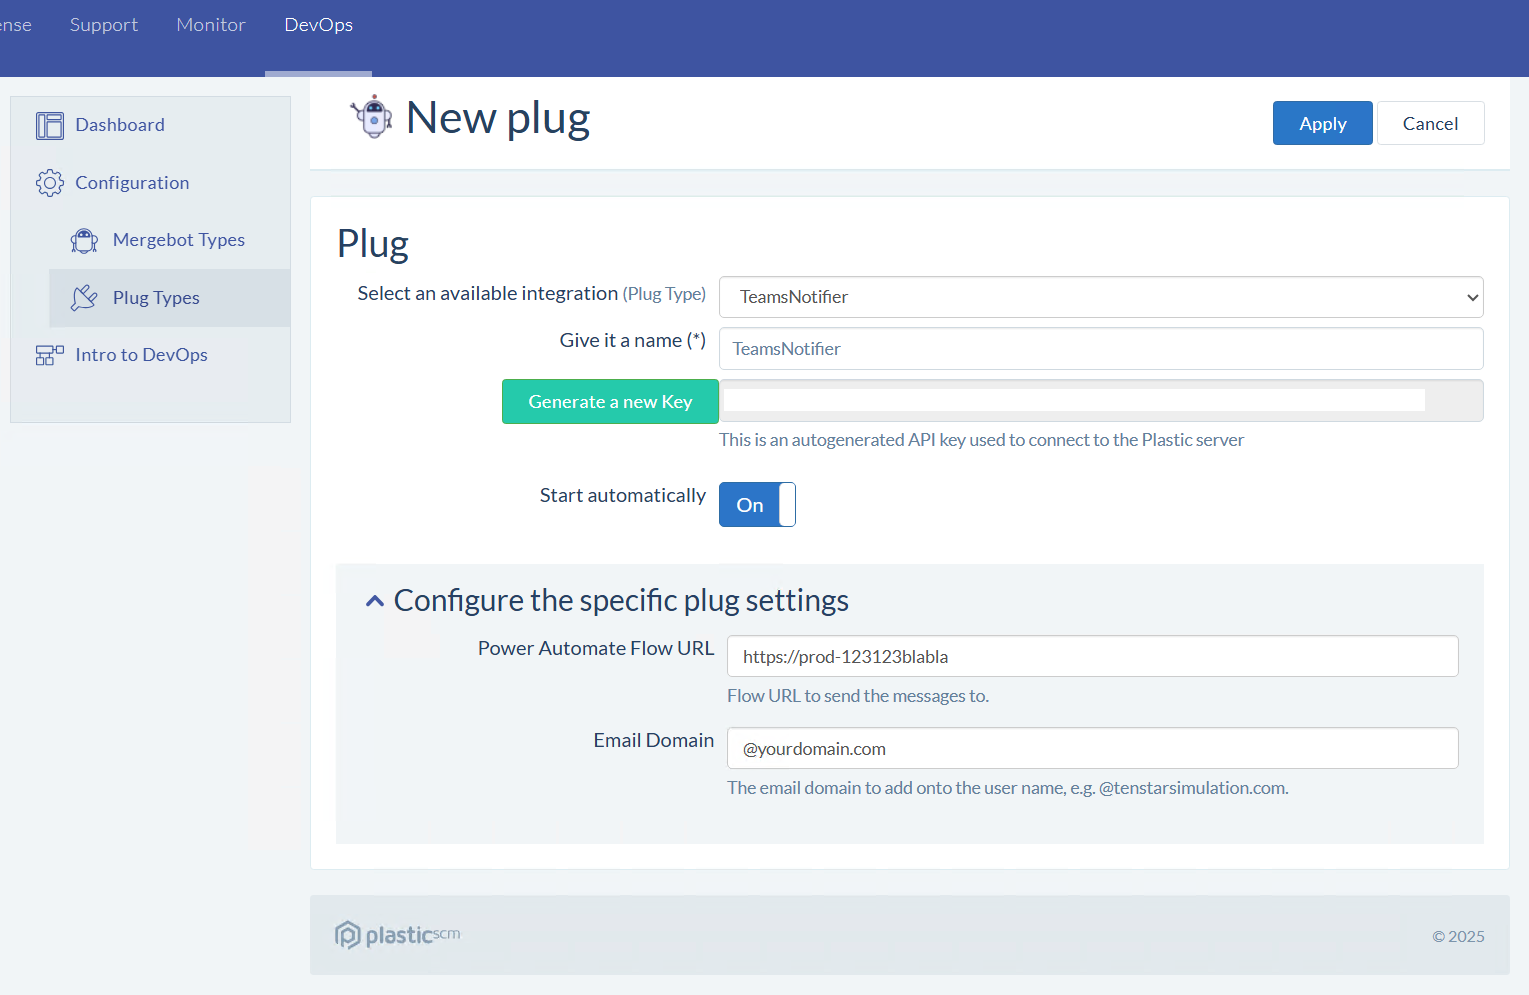 ense Support Monitor DevOps
Dashboard
Configuration
Mergebot Types
Plug Types
Intro to DevOps
New plug
Apply Cancel
Plug
Select an available integration (Plug Type) TeamsNotifier
Give it a name (*) TeamsNotifier
Generate a new Key
This is an autogenerated API key used to connect to the Plastic server
Start automatically On
Configure the specific plug settings
Power Automate Flow URL https://prod-123123blabla
Flow URL to send the messages to.
Email Domain @yourdomain.com
The email domain to add onto the user name, e.g. @tenstarsimulation.com.
plastic scm © 2025